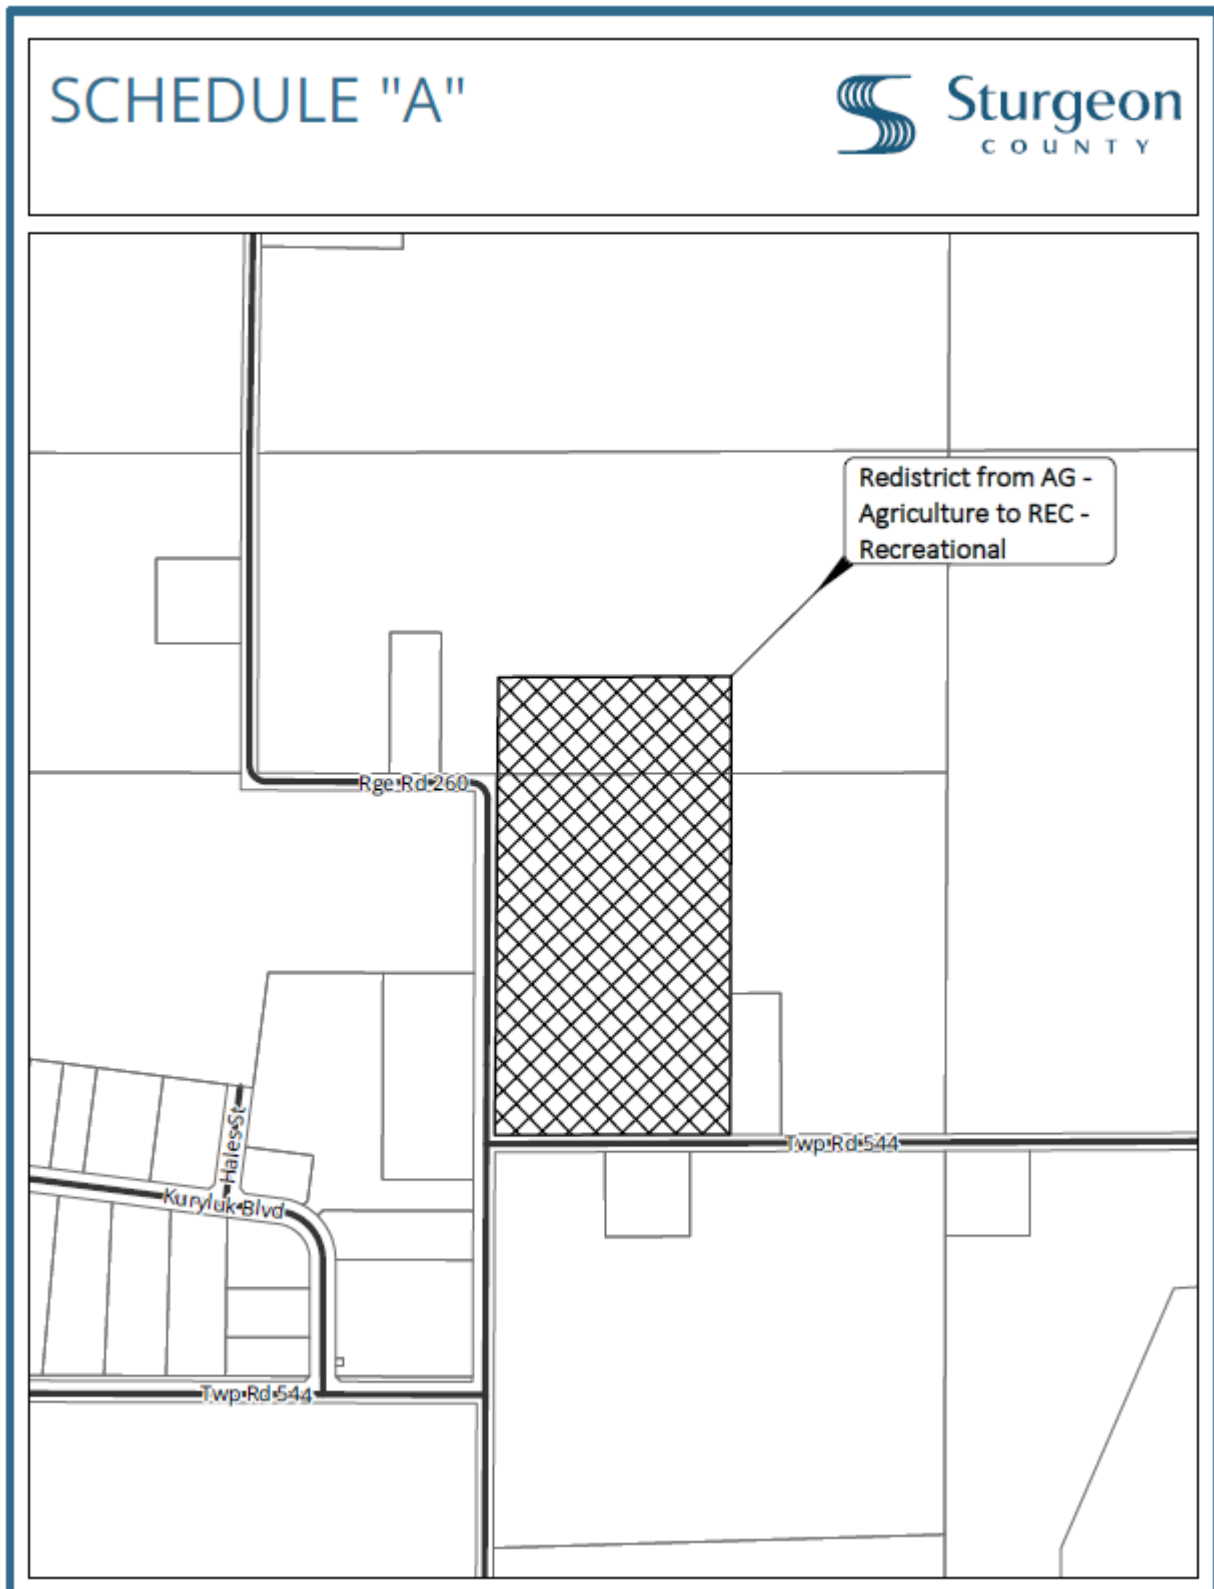 SCHEDULE "A"
Sturgeon
COUNTY
Redistrict from AG -
Agriculture to REC -
Recreational
Rge Rd 260
Twp Rd 544
Hales St
Kuryluk Blvd
Twp Rd 544